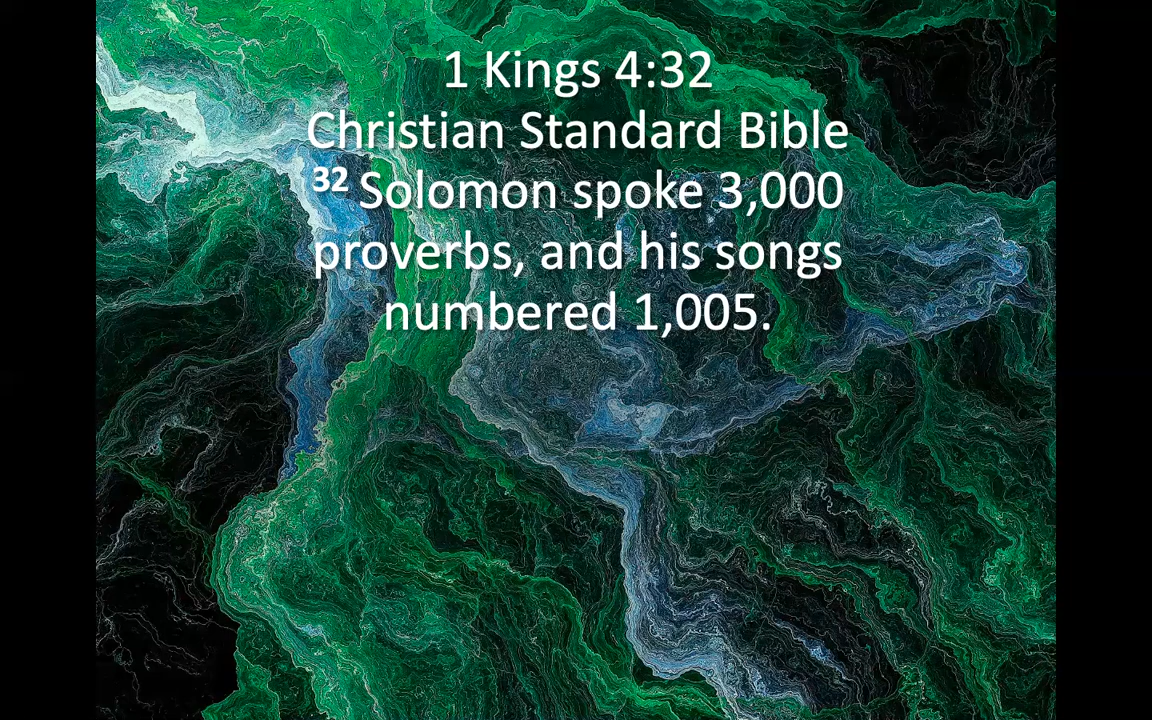 1 Kings 4:32
Christian Standard Bible
32 Solomon spoke 3,000
proverbs, and his songs
numbered 1,005.